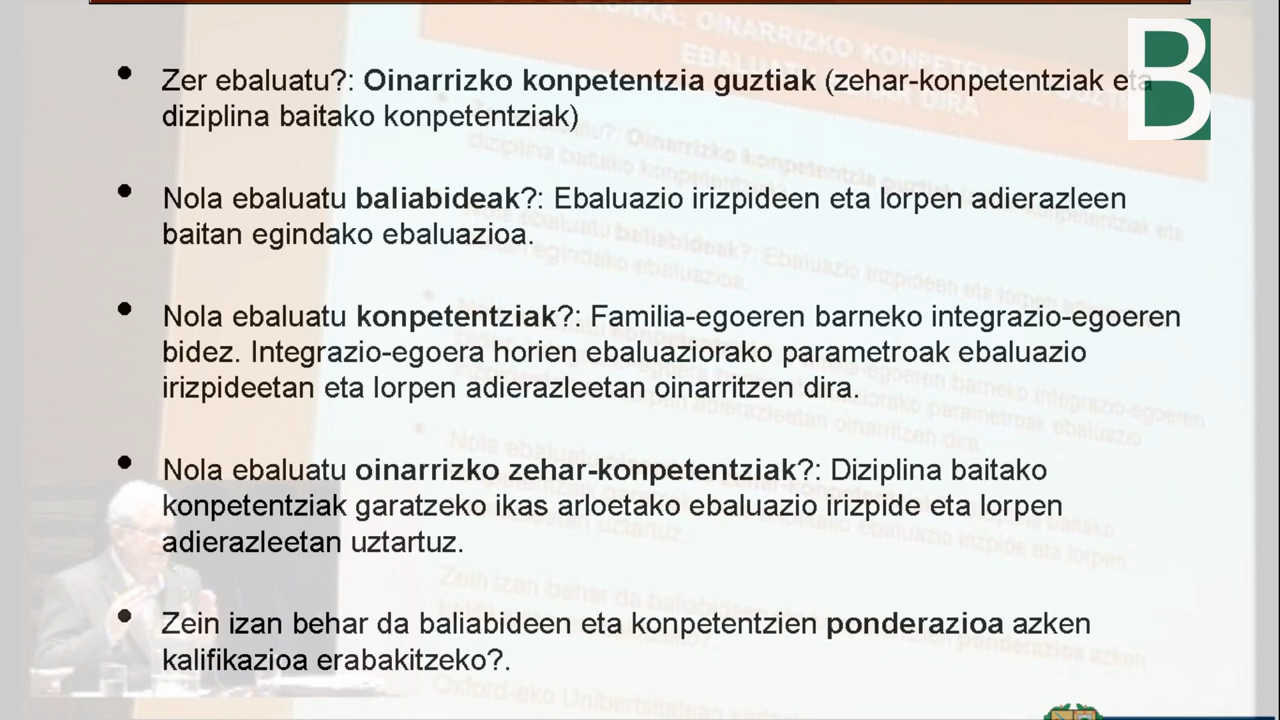 B
• Zer ebaluatu?: Oinarrizko konpetentzia guztiak (zehar-konpetentziak eta
diziplina baitako konpetentziak)
• Nola ebaluatu baliabideak?: Ebaluazio irizpideen eta lorpen adierazleen
baitan egindako ebaluazioa.
• Nola ebaluatu konpetentziak?: Familia-egoeren barneko integrazio-egoeren
bidez. Integrazio-egoera horien ebaluaziorako parametroak ebaluazio
irizpideetan eta lorpen adierazleetan oinarritzen dira.
• Nola ebaluatu oinarrizko zehar-konpetentziak?: Diziplina baitako
konpetentziak garatzeko ikas arloetako ebaluazio irizpide eta lorpen
adierazleetan uztartuz.
• Zein izan behar da baliabideen eta konpetentzien ponderazioa azken
kalifikazioa erabakitzeko?.